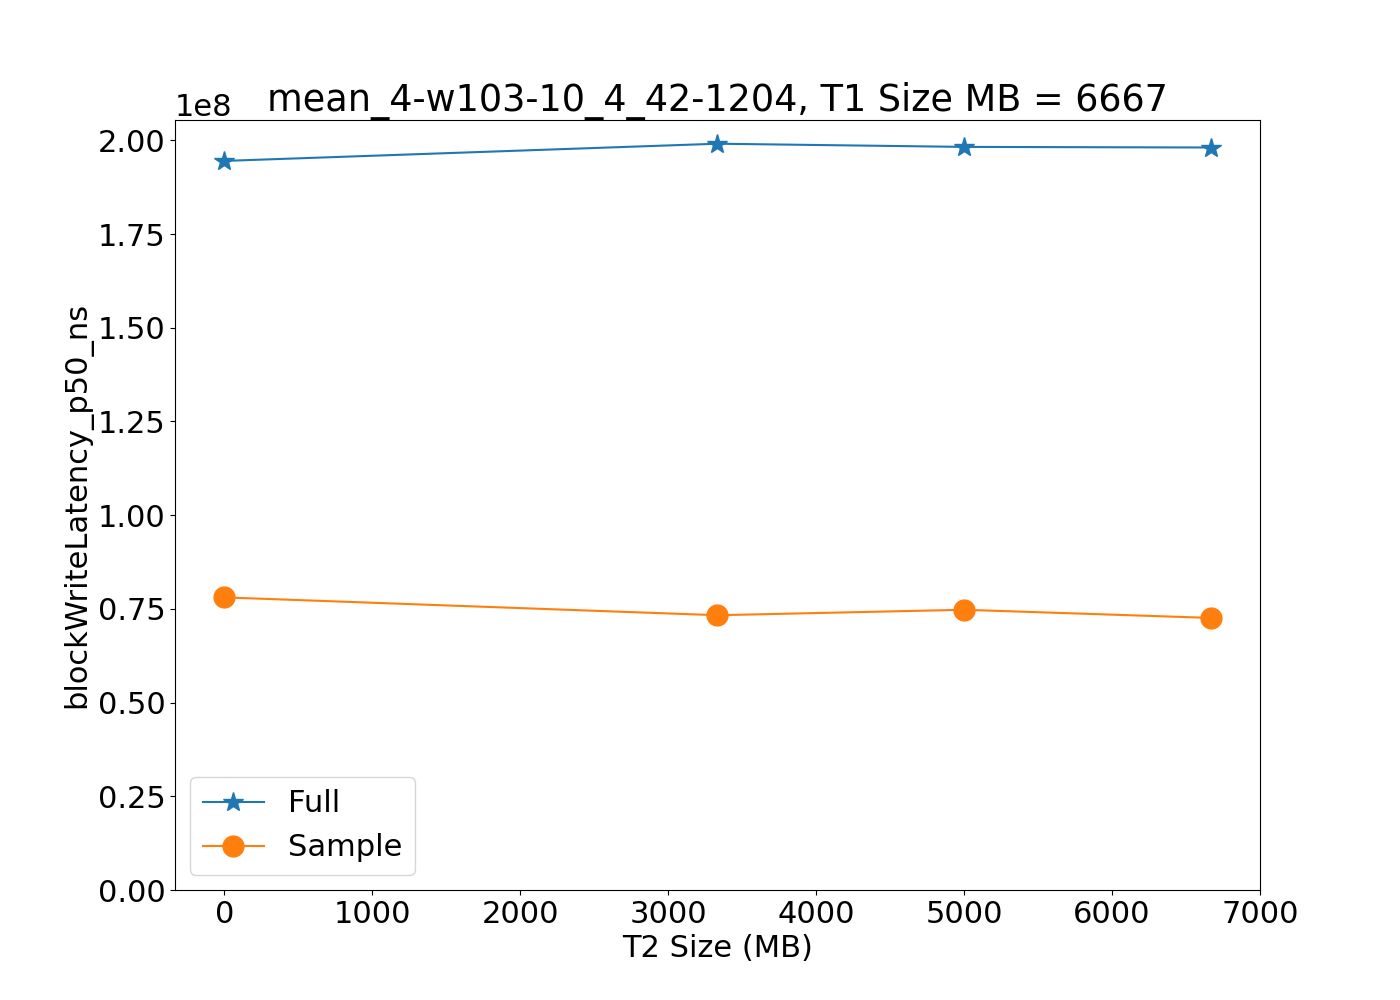 1e8
mean_4-w103-10_4_42-1204, T1 Size MB = 6667
2.00
1.75
1.50
1.25
1.00
0.75
0.50
0.25
0.00
blockWriteLatency_p50_ns
Full
Sample
0 1000 2000 3000 4000 5000 6000 7000
T2 Size (MB)